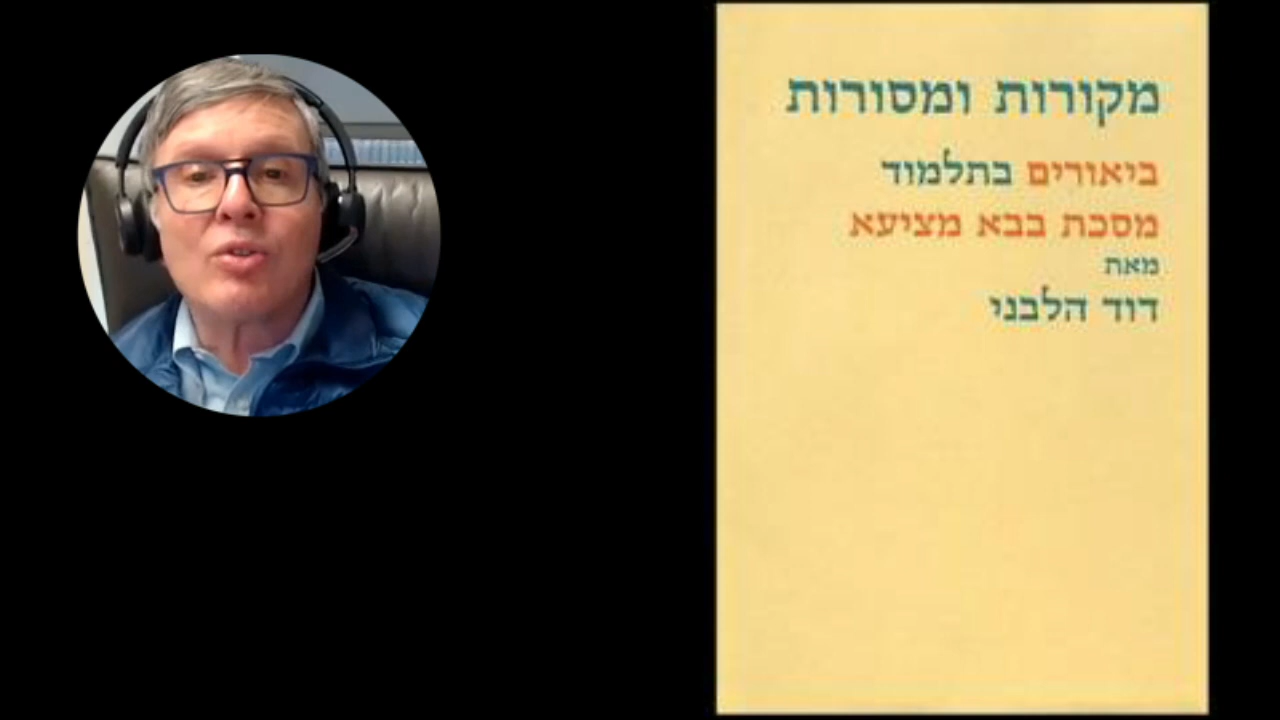 מקורות ומסורות
ביאורים בתלמוד
מסכת בבא מציעא
מאת
דוד הלבני